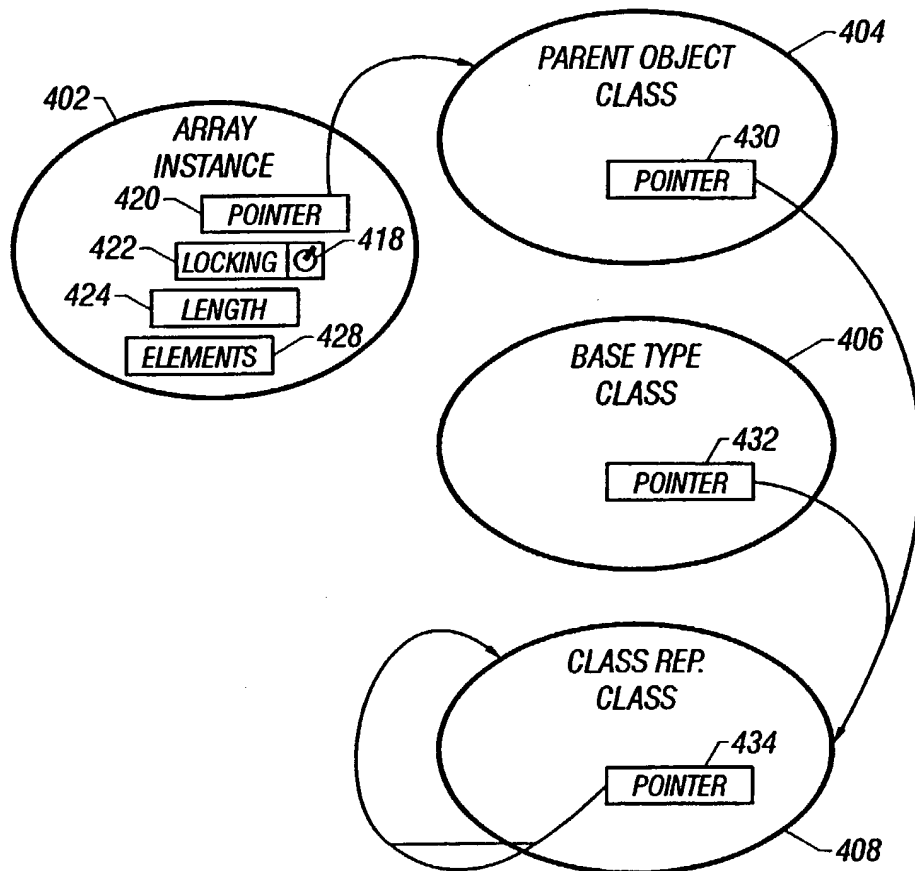 402
ARRAY
INSTANCE
420
POINTER
422
LOCKING
418
424
LENGTH
ELEMENTS
428
PARENT OBJECT
CLASS
404
430
POINTER
BASE TYPE
CLASS
406
432
POINTER
CLASS REP.
CLASS
434
POINTER
408